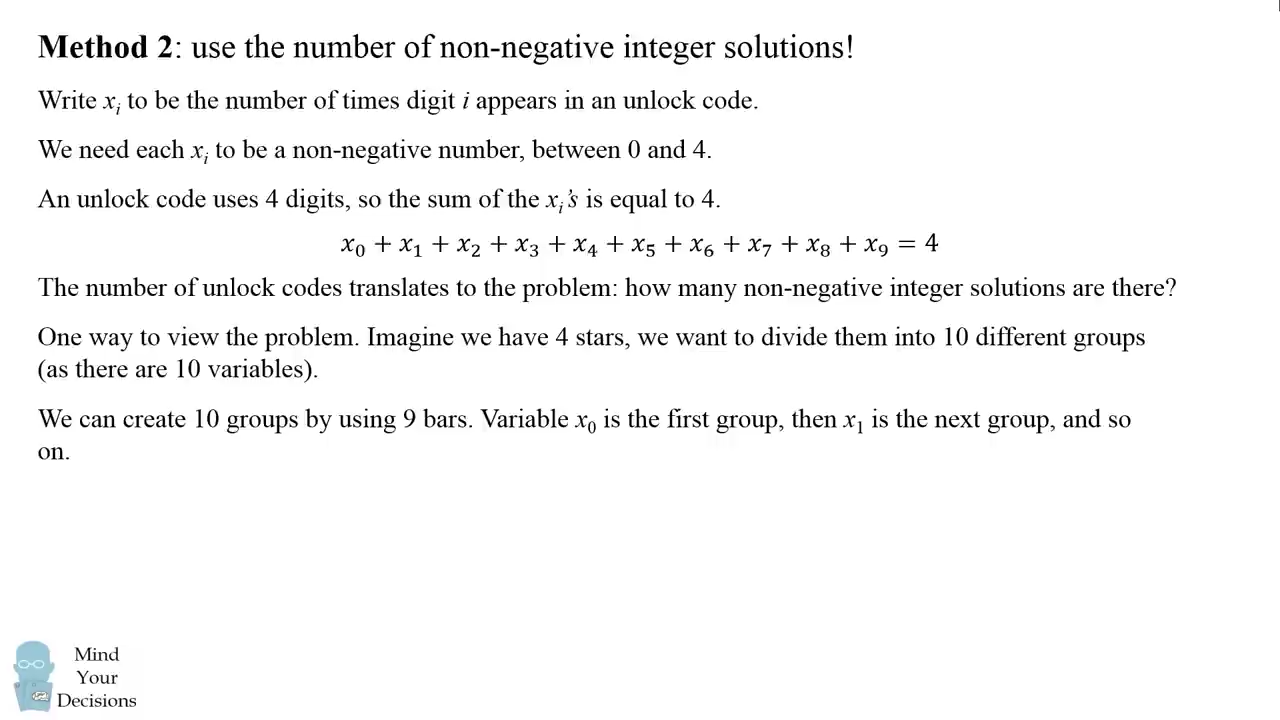 Method 2: use the number of non-negative integer solutions!
Write xᵢ to be the number of times digit i appears in an unlock code.
We need each xᵢ to be a non-negative number, between 0 and 4.
An unlock code uses 4 digits, so the sum of the xᵢ’s is equal to 4.
x₀ + x₁ + x₂ + x₃ + x₄ + x₅ + x₆ + x₇ + x₈ + x₉ = 4
The number of unlock codes translates to the problem: how many non-negative integer solutions are there?
One way to view the problem. Imagine we have 4 stars, we want to divide them into 10 different groups
(as there are 10 variables).
We can create 10 groups by using 9 bars. Variable x₀ is the first group, then x₁ is the next group, and so
on.
Mind
Your
Decisions